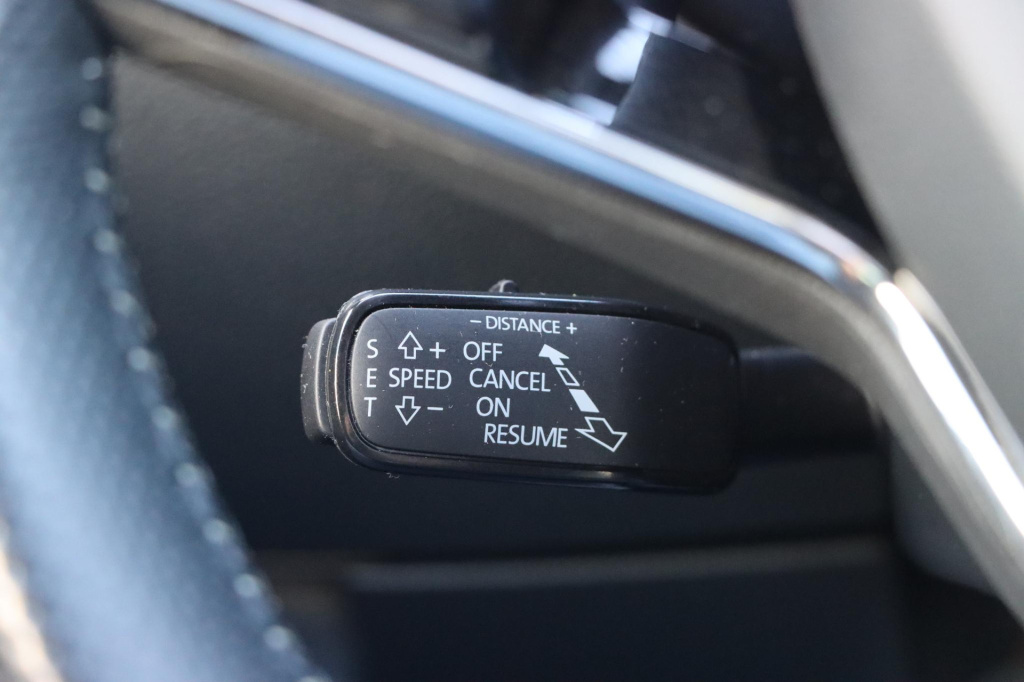 – DISTANCE +
S + OFF
E SPEED CANCEL
T – ON
RESUME